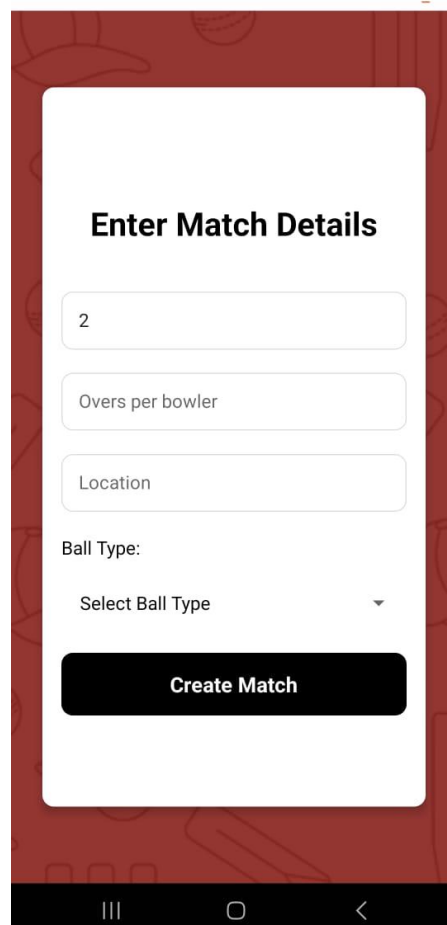 Enter Match Details
2
Overs per bowler
Location
Ball Type:
Select Ball Type
Create Match